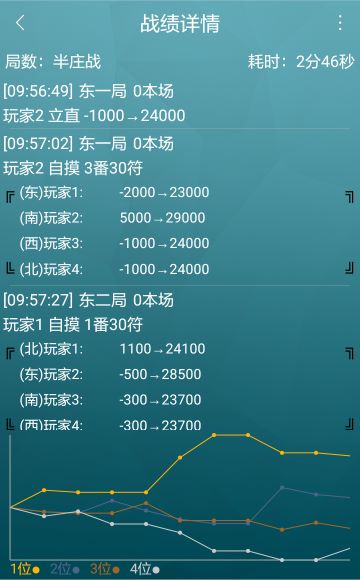 战绩详情
局数：半庄战 耗时：2分46秒
[09:56:49] 东一局 0本场
玩家2 立直 -1000→24000
[09:57:02] 东一局 0本场
玩家2 自摸 3番30符
(东)玩家1: -2000→23000
(南)玩家2: 5000→29000
(西)玩家3: -1000→24000
(北)玩家4: -1000→24000
[09:57:27] 东二局 0本场
玩家1 自摸 1番30符
(北)玩家1: 1100→24100
(东)玩家2: -500→28500
(南)玩家3: -300→23700
(西)玩家4: -300→23700
1位 2位 3位 4位